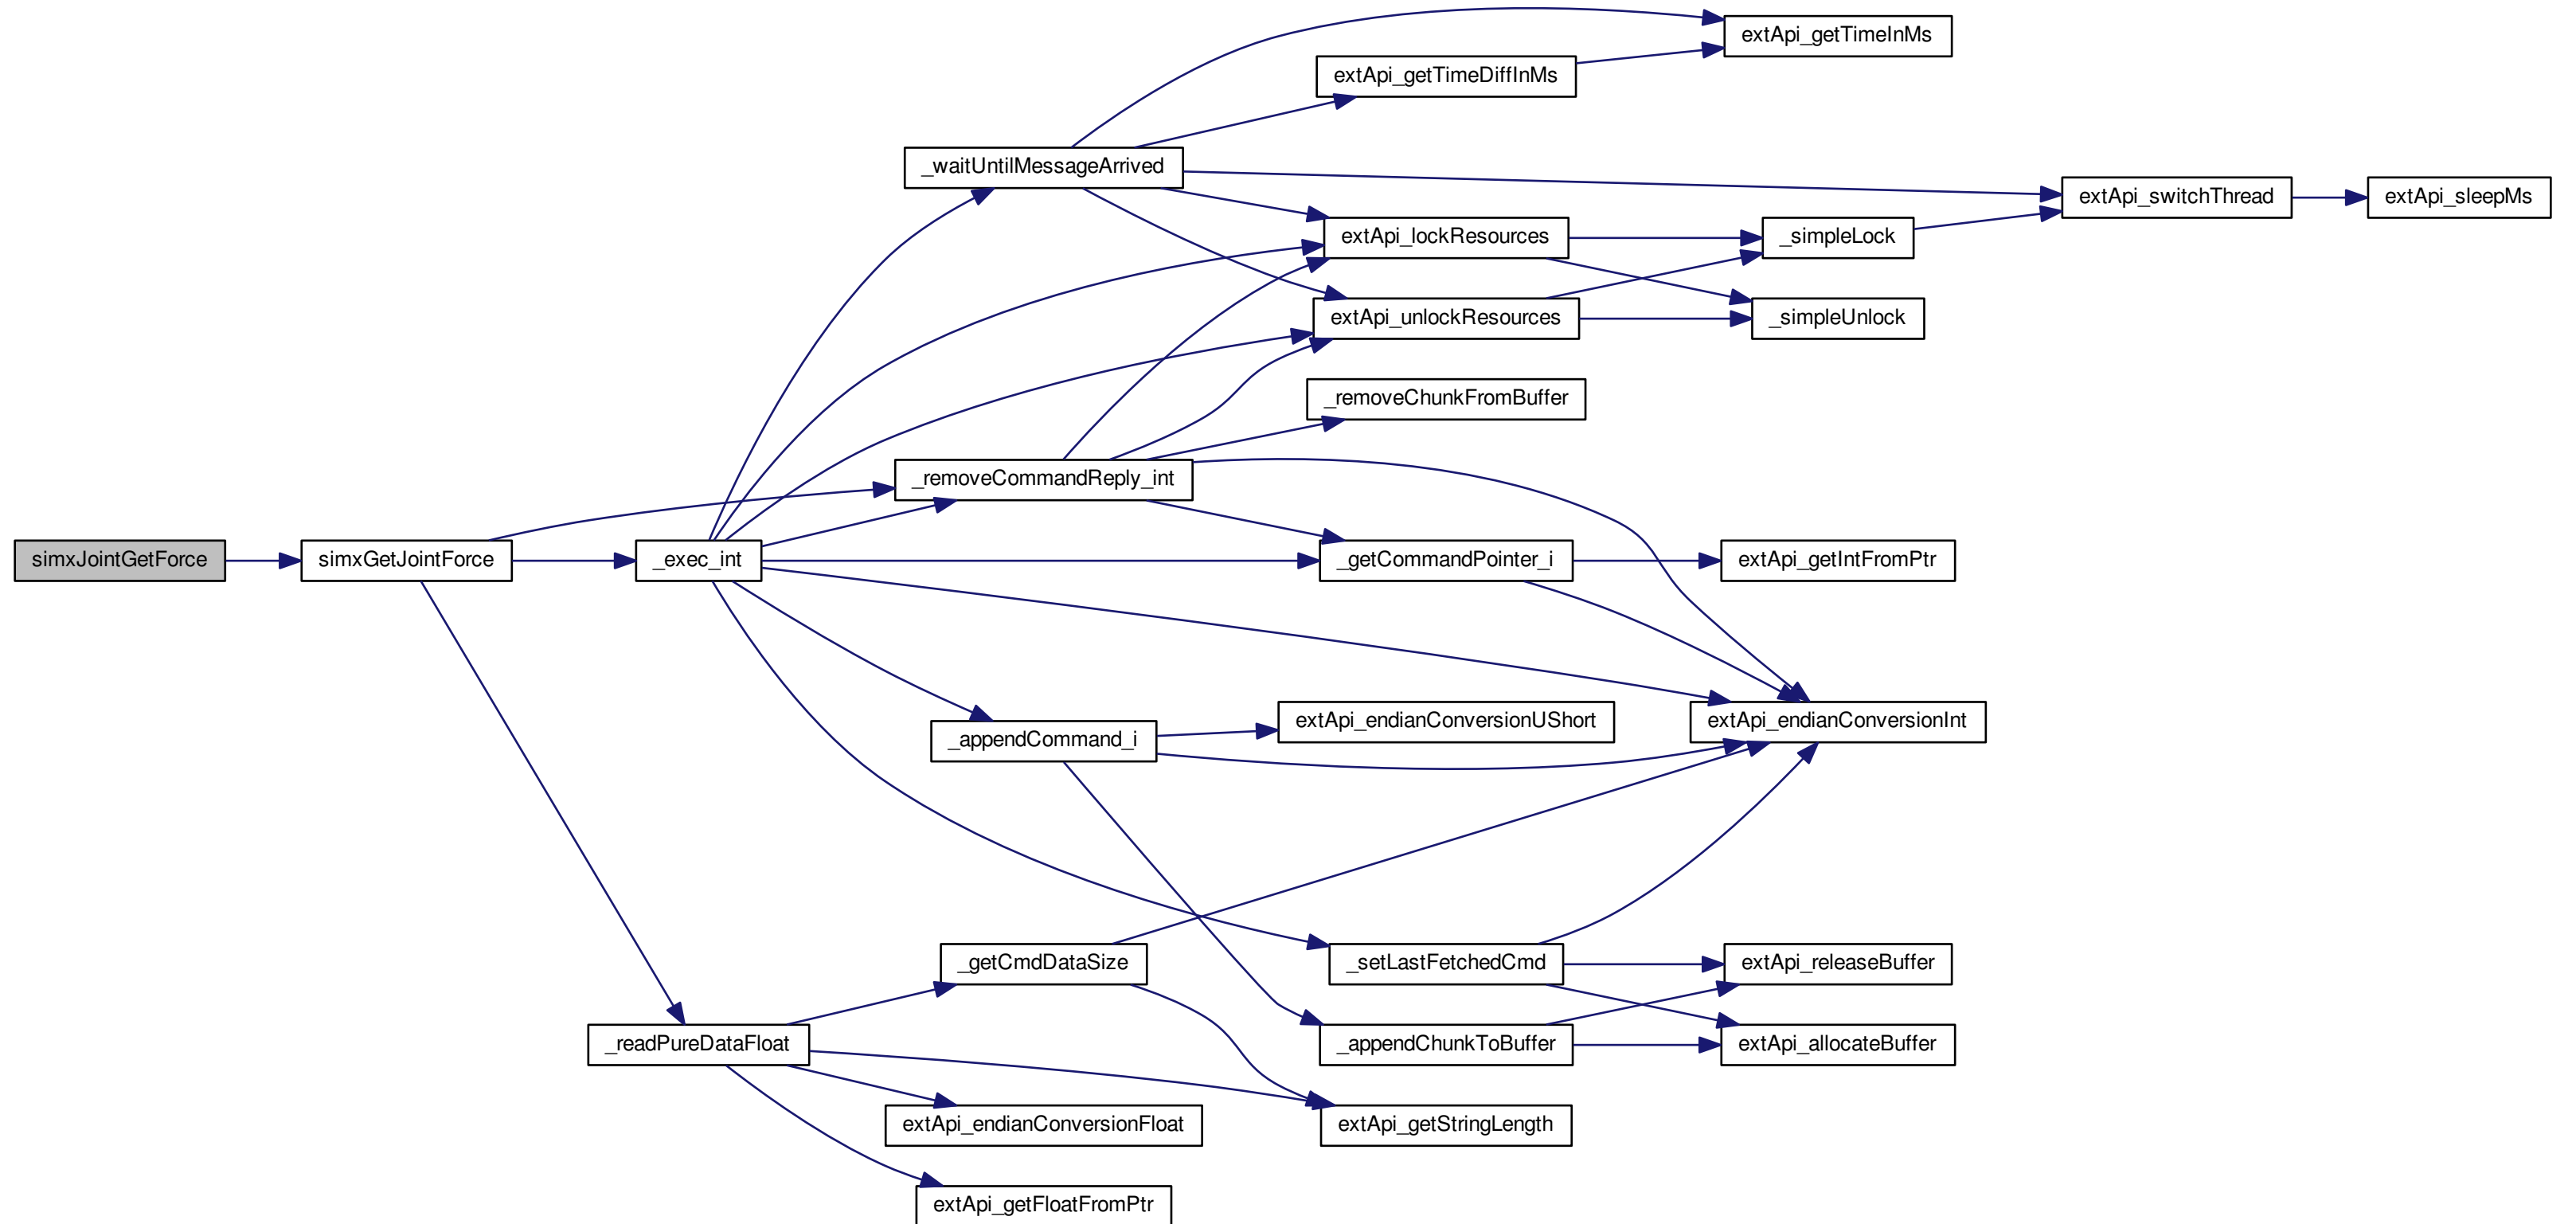 extApi_getTimeInMs
extApi_getTimeDiffInMs
_waitUntilMessageArrived
extApi_switchThread
extApi_sleepMs
extApi_lockResources
_simpleLock
extApi_unlockResources
_simpleUnlock
_removeChunkFromBuffer
_removeCommandReply_int
simxJointGetForce
simxGetJointForce
_exec_int
_getCommandPointer_i
extApi_getIntFromPtr
extApi_endianConversionUShort
extApi_endianConversionInt
_appendCommand_i
_getCmdDataSize
_setLastFetchedCmd
extApi_releaseBuffer
_readPureDataFloat
_appendChunkToBuffer
extApi_allocateBuffer
extApi_endianConversionFloat
extApi_getStringLength
extApi_getFloatFromPtr